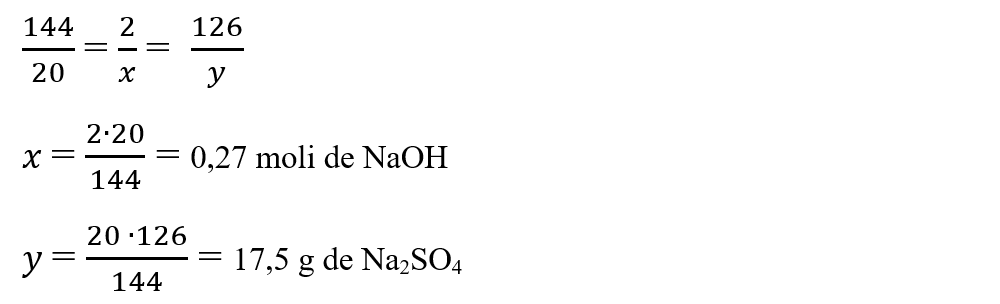 144/20 = 2/x = 126/y
x = 2·20/144 = 0,27 moli de NaOH
y = 20 ·126/144 = 17,5 g de Na₂SO₄